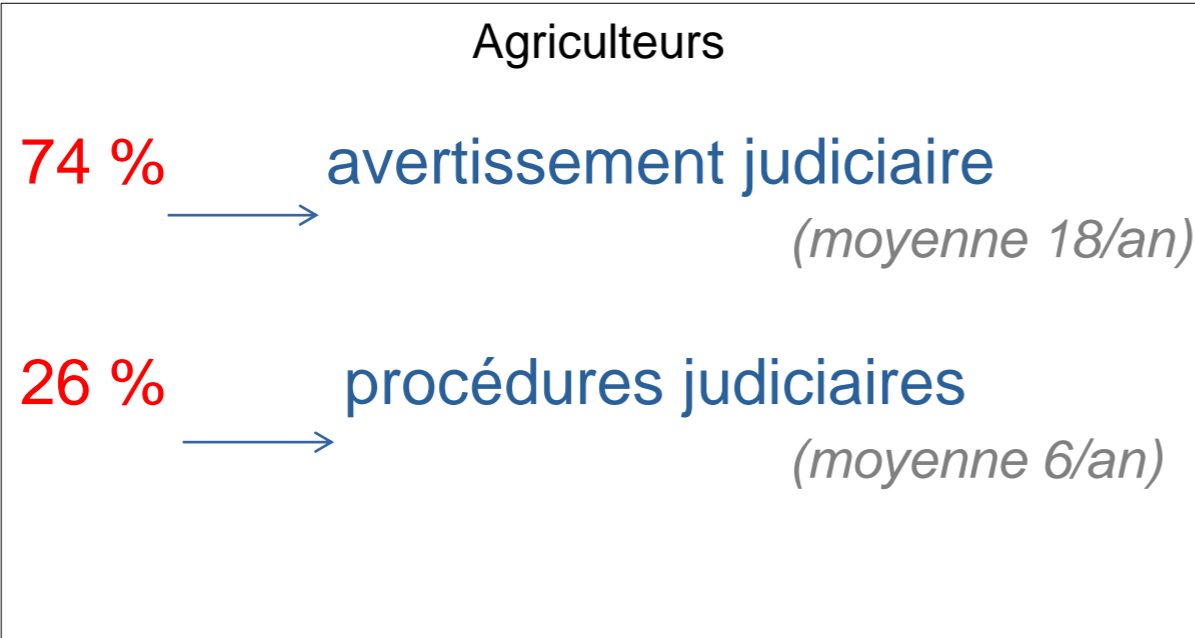 Agriculteurs
74 % avertissement judiciaire
(moyenne 18/an)
26 % procédures judiciaires
(moyenne 6/an)